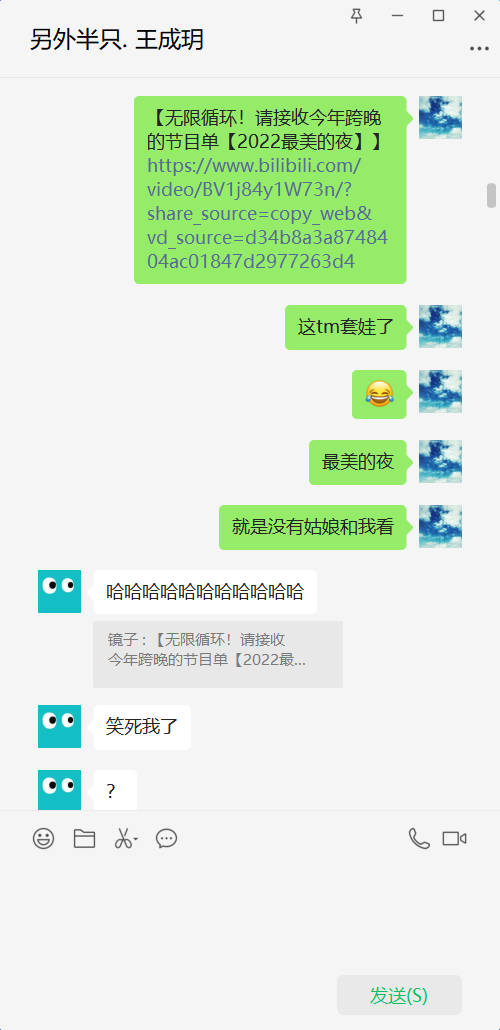 另外半只. 王成玥
【无限循环！请接收今年跨晚
的节目单【2022最美的夜】】
https://www.bilibili.com/
video/BV1j84y1W73n/?
share_source=copy_web&
vd_source=d34b8a3a8748
404ac01847d2977263d4
这tm套娃了
最美的夜
就是没有姑娘和我看
哈哈哈哈哈哈哈哈哈哈哈
镜子 : 【无限循环！请接收
今年跨晚的节目单【2022最...
笑死我了
?
发送(S)